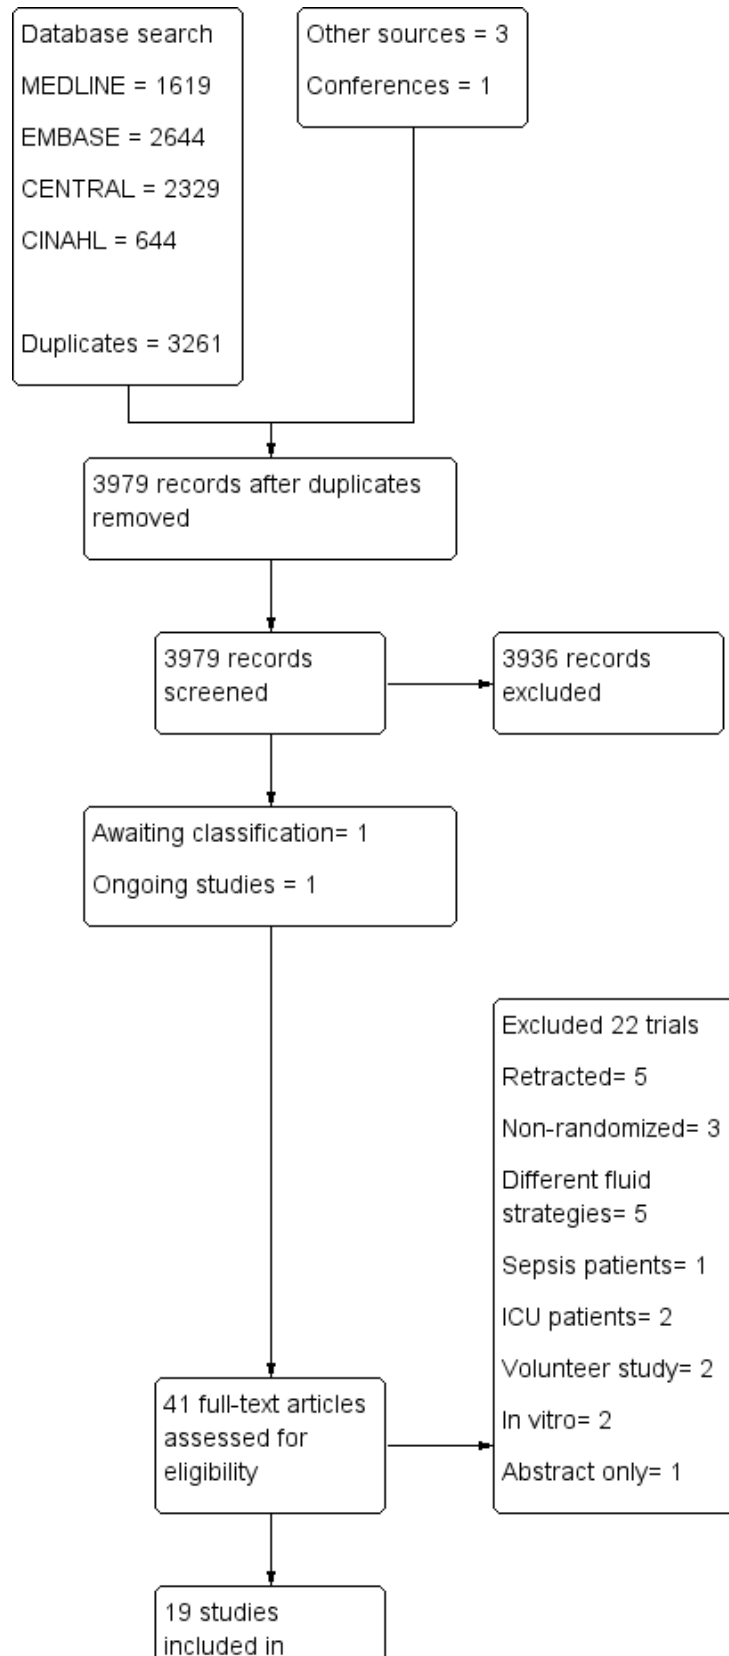 Database search
MEDLINE = 1619
EMBASE = 2644
CENTRAL = 2329
CINAHL = 644
Duplicates = 3261
Other sources = 3
Conferences = 1
3979 records after duplicates
removed
3979 records
screened
3936 records
excluded
Awaiting classification= 1
Ongoing studies = 1
Excluded 22 trials
Retracted= 5
Non-randomized= 3
Different fluid
strategies= 5
Sepsis patients= 1
ICU patients= 2
Volunteer study= 2
In vitro= 2
Abstract only= 1
41 full-text articles
assessed for
eligibility
19 studies
included in